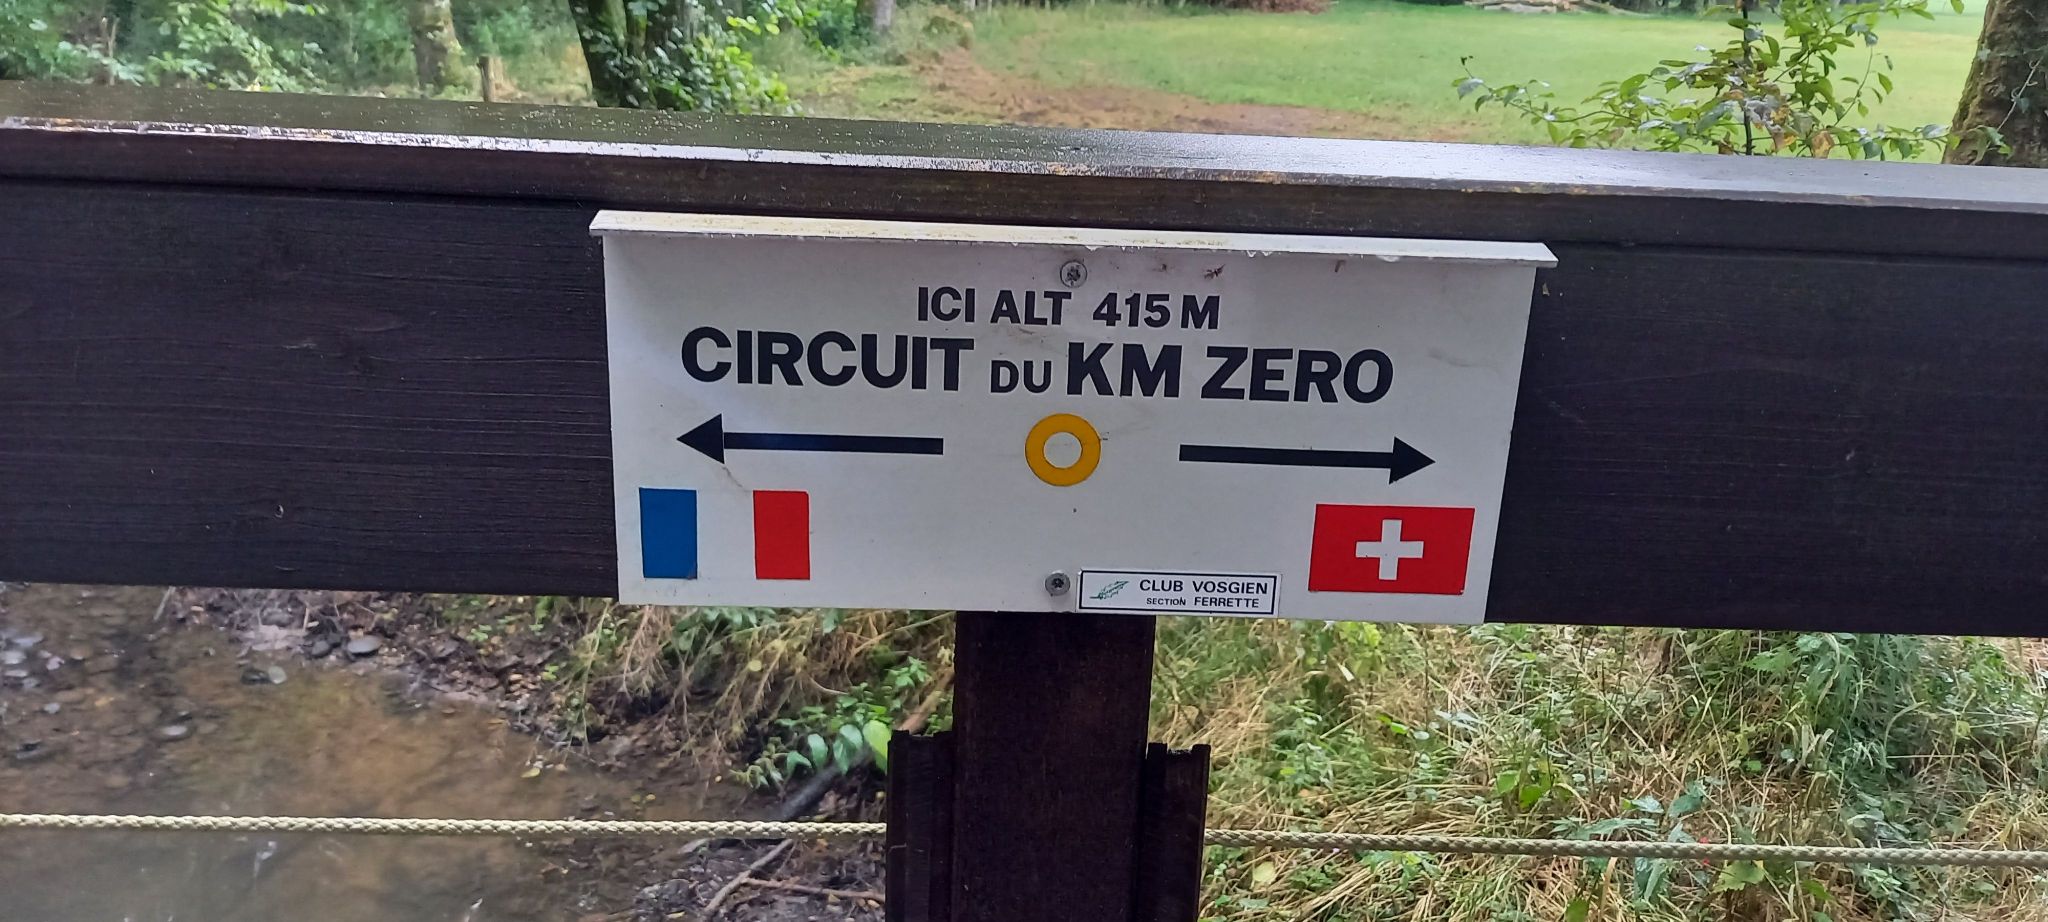 ICI ALT 415 M
CIRCUIT DU KM ZERO
CLUB VOSGIEN
SECTION FERRETTE